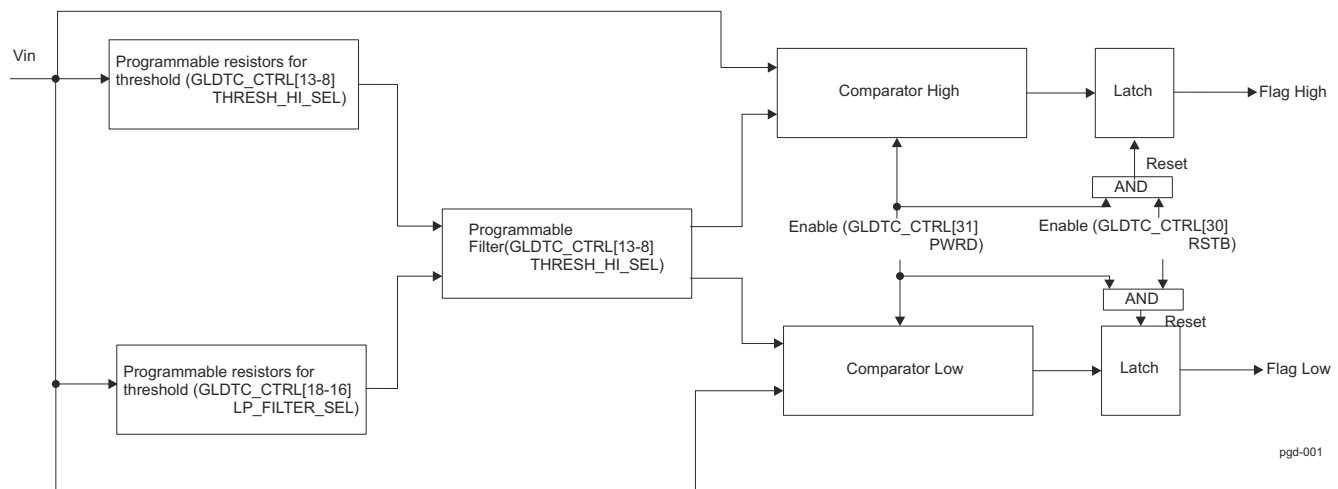 Vin
Programmable resistors for
threshold (GLDTC_CTRL[13-8]
THRESH_HI_SEL)
Comparator High
Latch
Flag High
Reset
AND
Programmable
Filter(GLDTC_CTRL[13-8]
THRESH_HI_SEL)
Enable (GLDTC_CTRL[31]
PWRD)
Enable (GLDTC_CTRL[30]
RSTB)
AND
Reset
Programmable resistors for
threshold (GLDTC_CTRL[18-16]
LP_FILTER_SEL)
Comparator Low
Latch
Flag Low
pgd-001